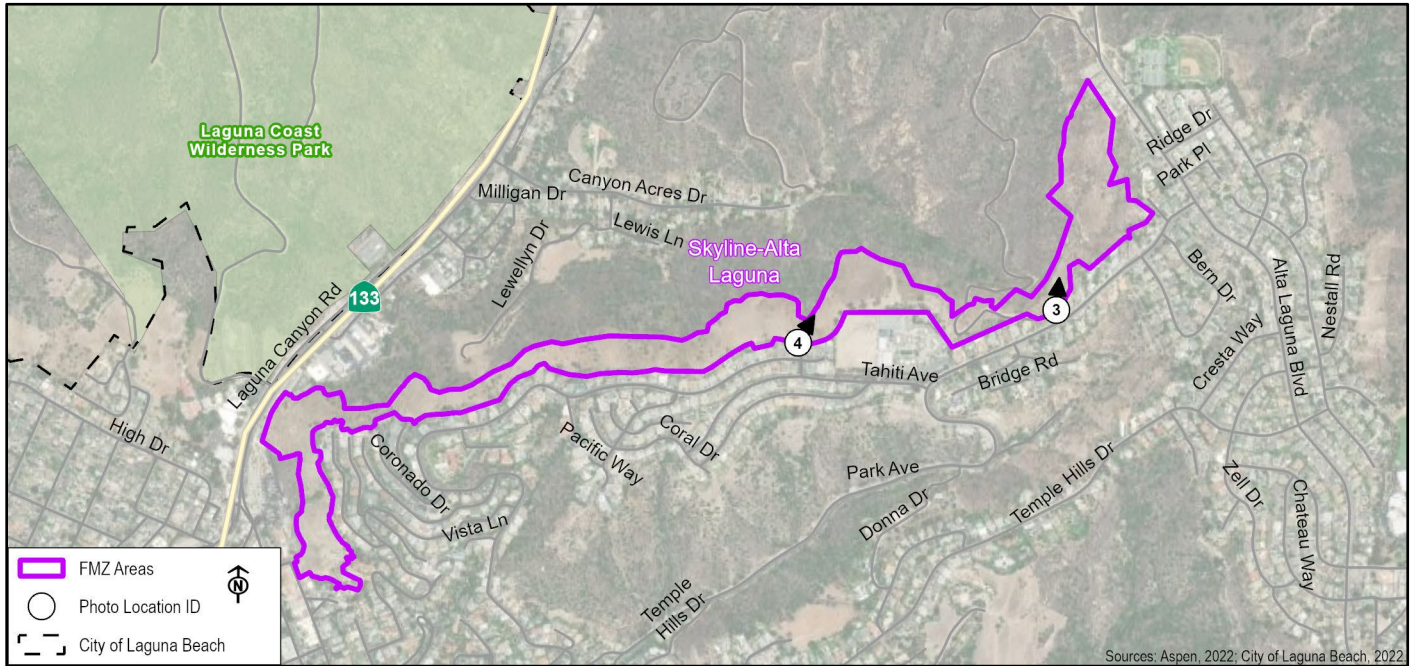 Laguna Coast
Wilderness Park
Ridge Dr
Park Pl
Canyon Acres Dr
Milligan Dr
Lewis Ln
Lewellyn Dr
Skyline-Alta
Laguna
Bern Dr
Alta Laguna Blvd
Nestall Rd
133
Laguna Canyon Rd
3
4
Cresta Way
Tahiti Ave
Bridge Rd
High Dr
Coronado Dr
Pacific Way
Coral Dr
Park Ave
Donna Dr
Temple Hills Dr
Zell Dr
Chateau Way
Vista Ln
Temple
Hills Dr
FMZ Areas
N
Photo Location ID
City of Laguna Beach
Sources: Aspen, 2022; City of Laguna Beach, 2022.